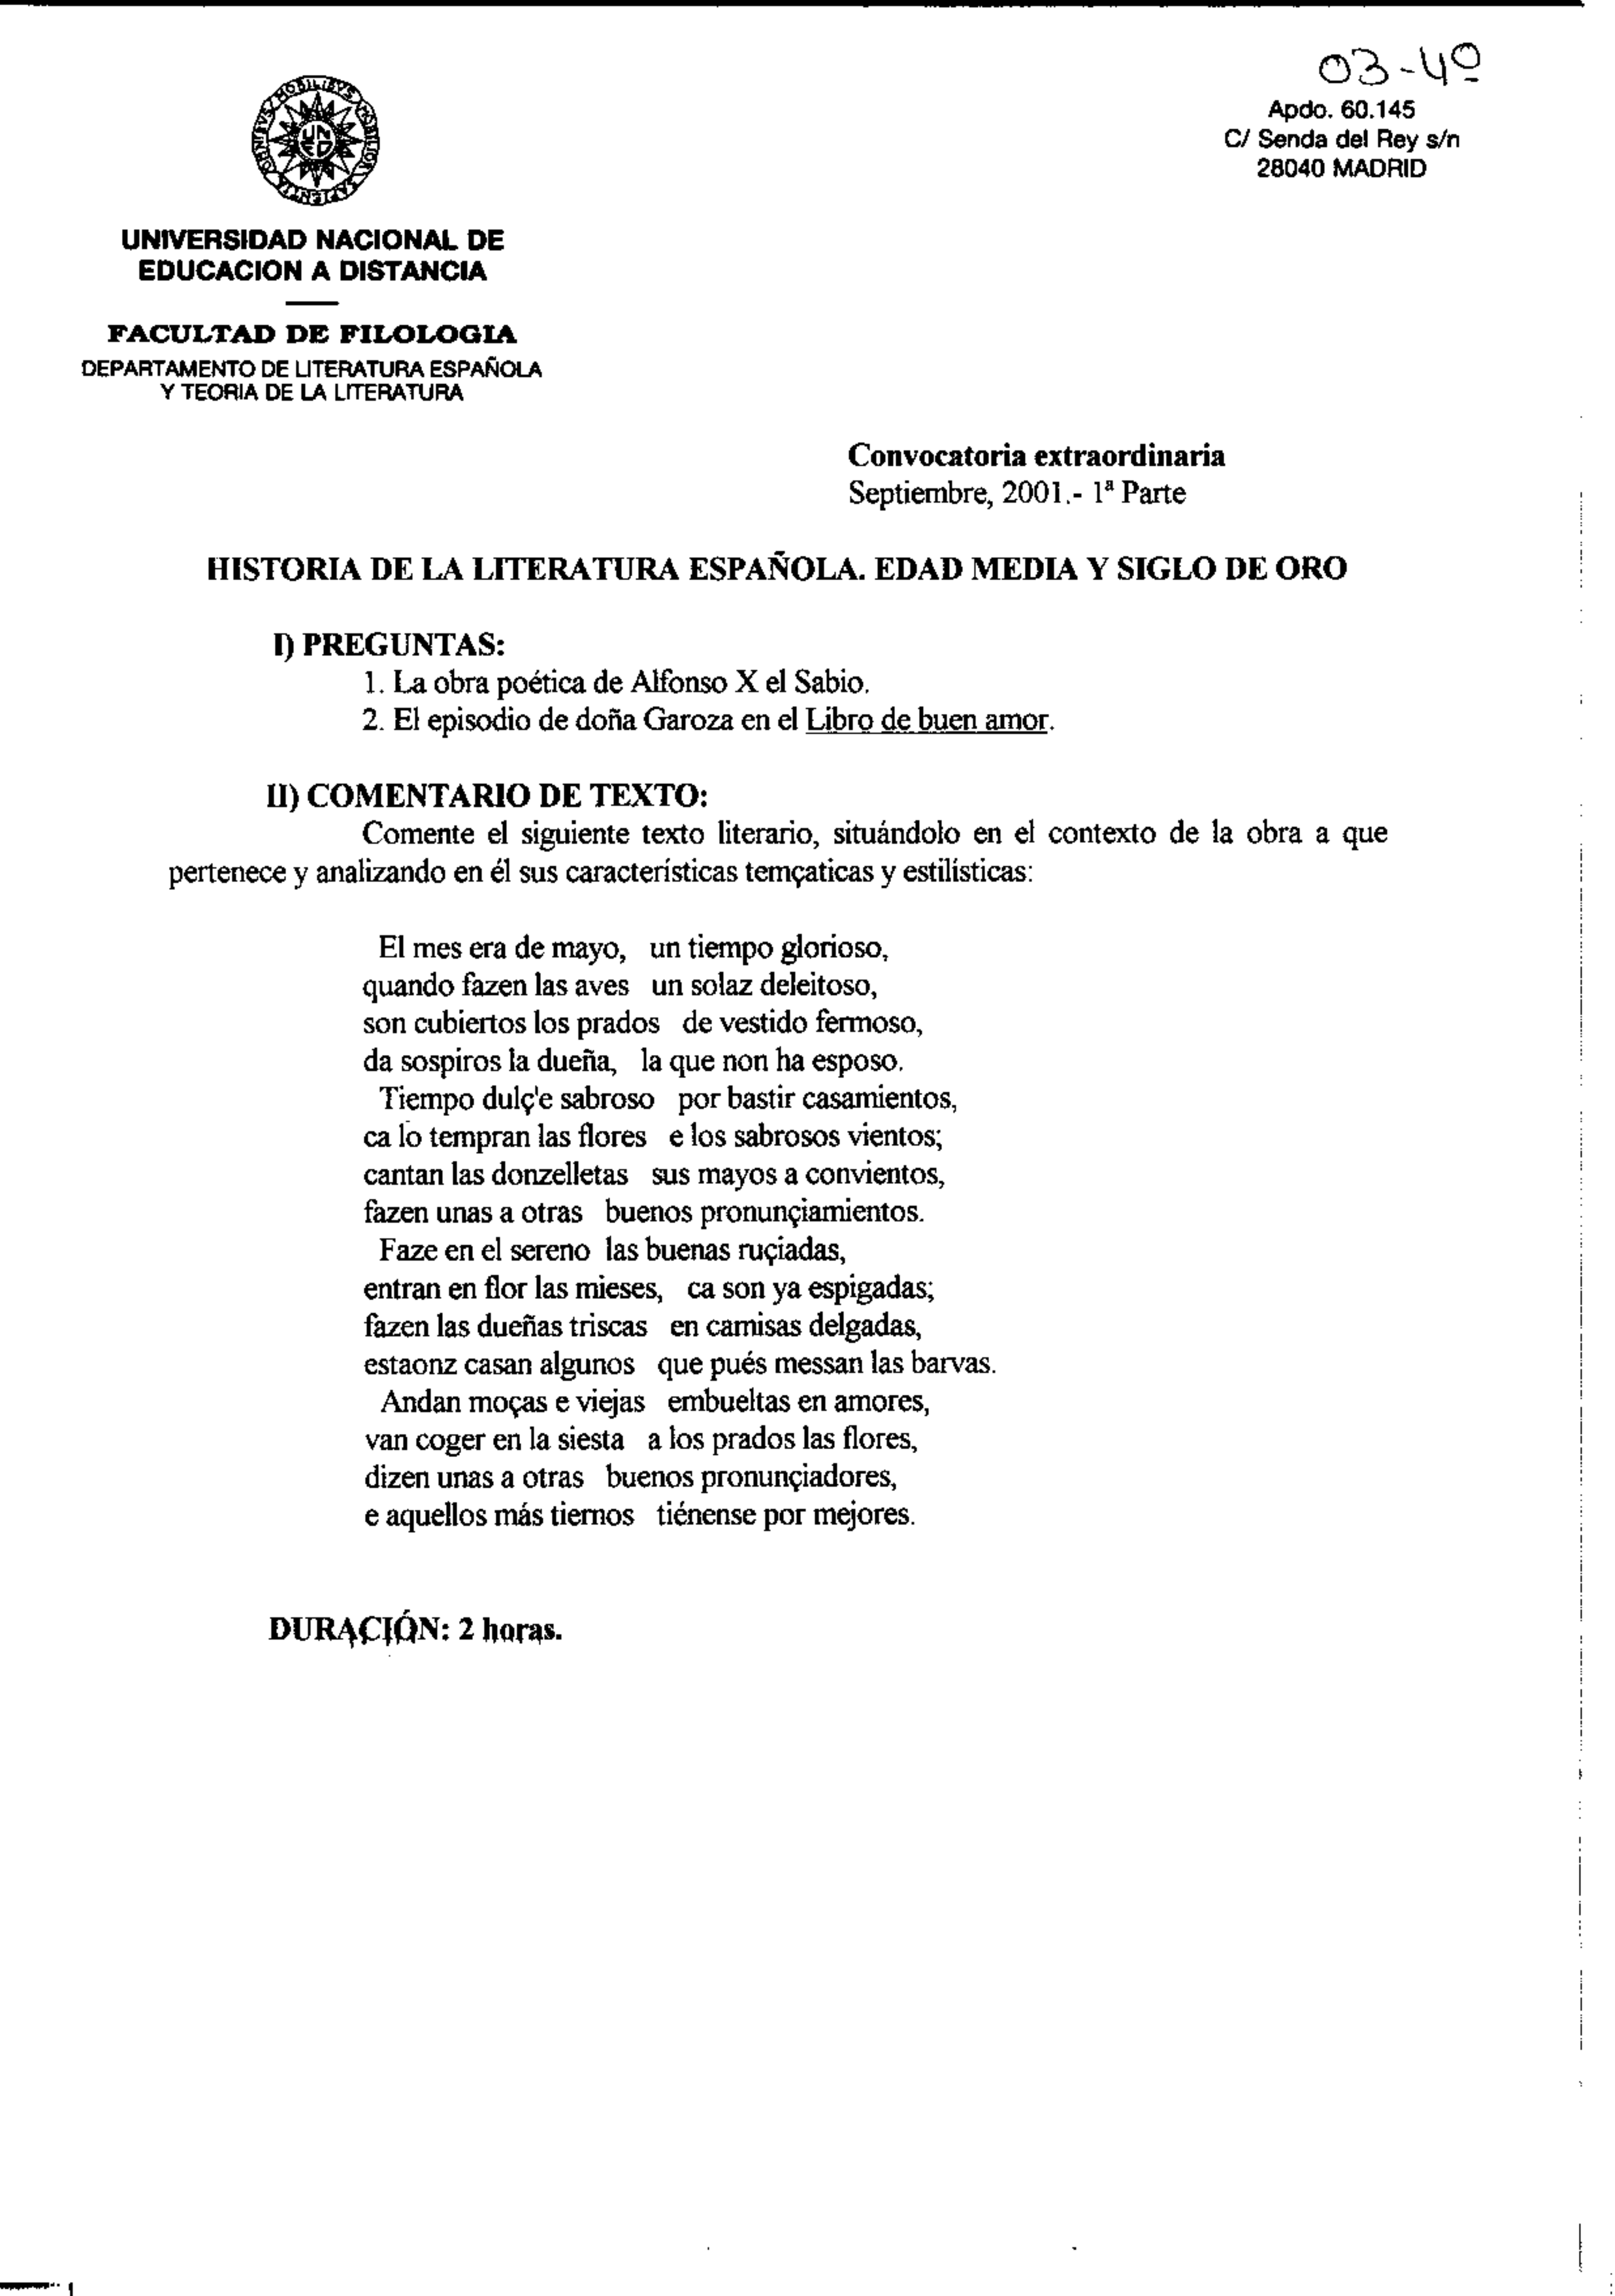 03-4º
Apdo. 60.145
C/ Senda del Rey s/n
28040 MADRID
OMNIBVS MOBILIBVS MOBILIOR SAPIENTIA
UNED
UNIVERSIDAD NACIONAL DE
EDUCACION A DISTANCIA
FACULTAD DE FILOLOGIA
DEPARTAMENTO DE LITERATURA ESPAÑOLA
Y TEORIA DE LA LITERATURA
Convocatoria extraordinaria
Septiembre, 2001.- 1ª Parte
HISTORIA DE LA LITERATURA ESPAÑOLA. EDAD MEDIA Y SIGLO DE ORO
I) PREGUNTAS:
1. La obra poética de Alfonso X el Sabio.
2. El episodio de doña Garoza en el Libro de buen amor.
II) COMENTARIO DE TEXTO:
Comente el siguiente texto literario, situándolo en el contexto de la obra a que
pertenece y analizando en él sus características temçaticas y estilísticas:
El mes era de mayo, un tiempo glorioso,
quando fazen las aves un solaz deleitoso,
son cubiertos los prados de vestido fermoso,
da sospiros la dueña, la que non ha esposo.
Tiempo dulç'e sabroso por bastir casamientos,
ca lo tempran las flores e los sabrosos vientos;
cantan las donzelletas sus mayos a convientos,
fazen unas a otras buenos pronunçiamientos.
Faze en el sereno las buenas ruçiadas,
entran en flor las mieses, ca son ya espigadas;
fazen las dueñas triscas en camisas delgadas,
estaonz casan algunos que pués messan las barvas.
Andan moças e viejas embueltas en amores,
van coger en la siesta a los prados las flores,
dizen unas a otras buenos pronunçiadores,
e aquellos más tiernos tiénense por mejores.
DURACIÓN: 2 horas.